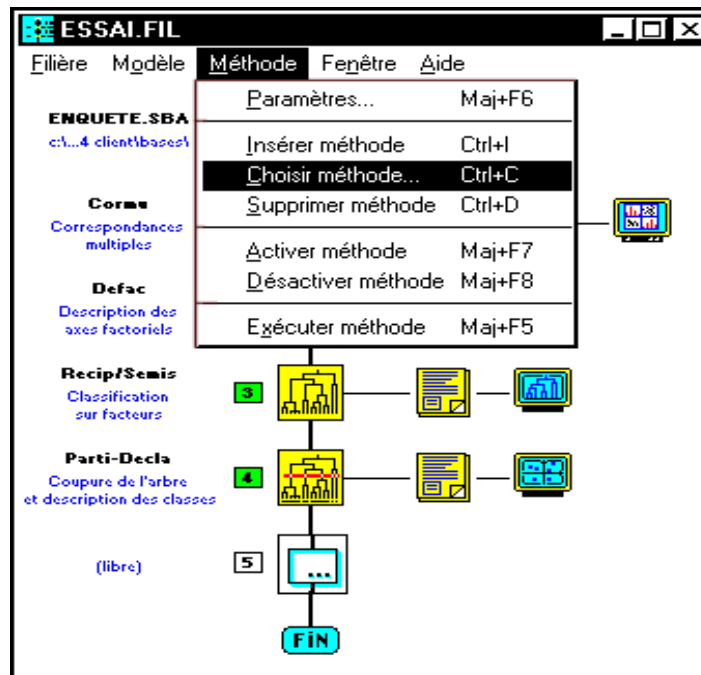 ESSAI.FIL
Filière Modèle Méthode Fenêtre Aide
Paramètres... Maj+F6
Insérer méthode Ctrl+I
Choisir méthode... Ctrl+C
Supprimer méthode Ctrl+D
Activer méthode Maj+F7
Désactiver méthode Maj+F8
Exécuter méthode Maj+F5
ENQUETE.SBA
c:\...4 client\bases\
Cormu
Correspondances
multiples
Defac
Description des
axes factoriels
Recip/Semis
Classification
sur facteurs
3
Parti-Decla
Coupure de l'arbre
et description des classes
4
(libre)
5
...
FiN